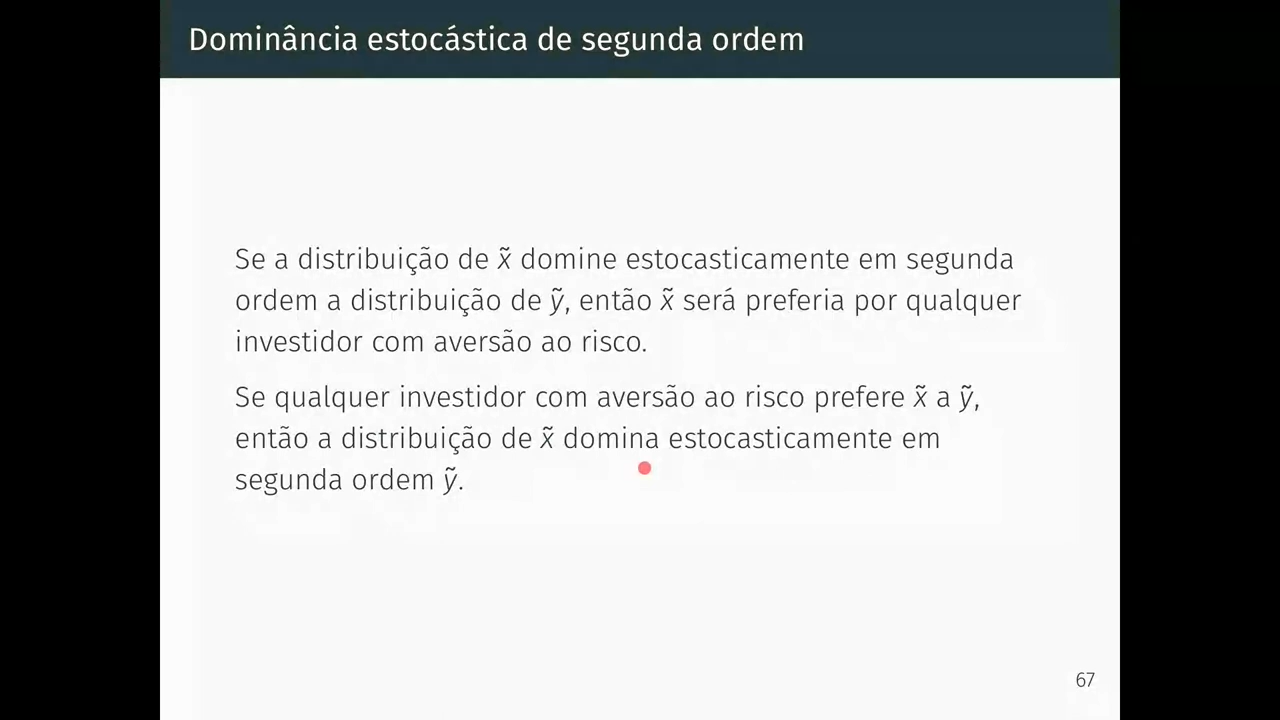 Dominância estocástica de segunda ordem
Se a distribuição de x̃ domine estocasticamente em segunda
ordem a distribuição de ỹ, então x̃ será preferia por qualquer
investidor com aversão ao risco.
Se qualquer investidor com aversão ao risco prefere x̃ a ỹ,
então a distribuição de x̃ domina estocasticamente em
segunda ordem ỹ.
67